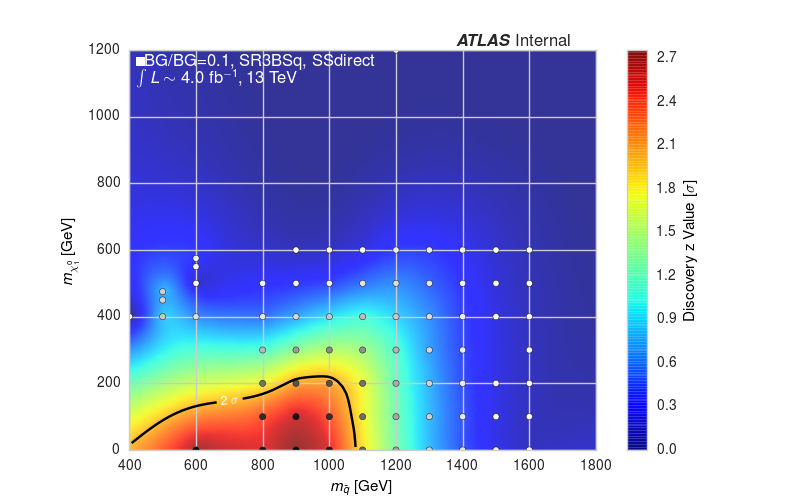 ATLAS Internal
■BG/BG=0.1, SR3BSq, SSdirect
∫ L ~ 4.0 fb⁻¹, 13 TeV
2 σ
1200
1000
800
600
400
200
0
m_χ̃₁⁰ [GeV]
400 600 800 1000 1200 1400 1600 1800
m_q̃ [GeV]
2.7
2.4
2.1
1.8
1.5
1.2
0.9
0.6
0.3
0.0
Discovery z Value [σ]